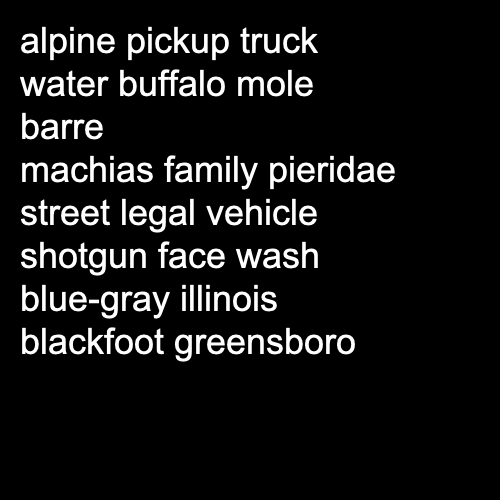 alpine pickup truck
water buffalo mole
barre
machias family pieridae
street legal vehicle
shotgun face wash
blue-gray illinois
blackfoot greensboro